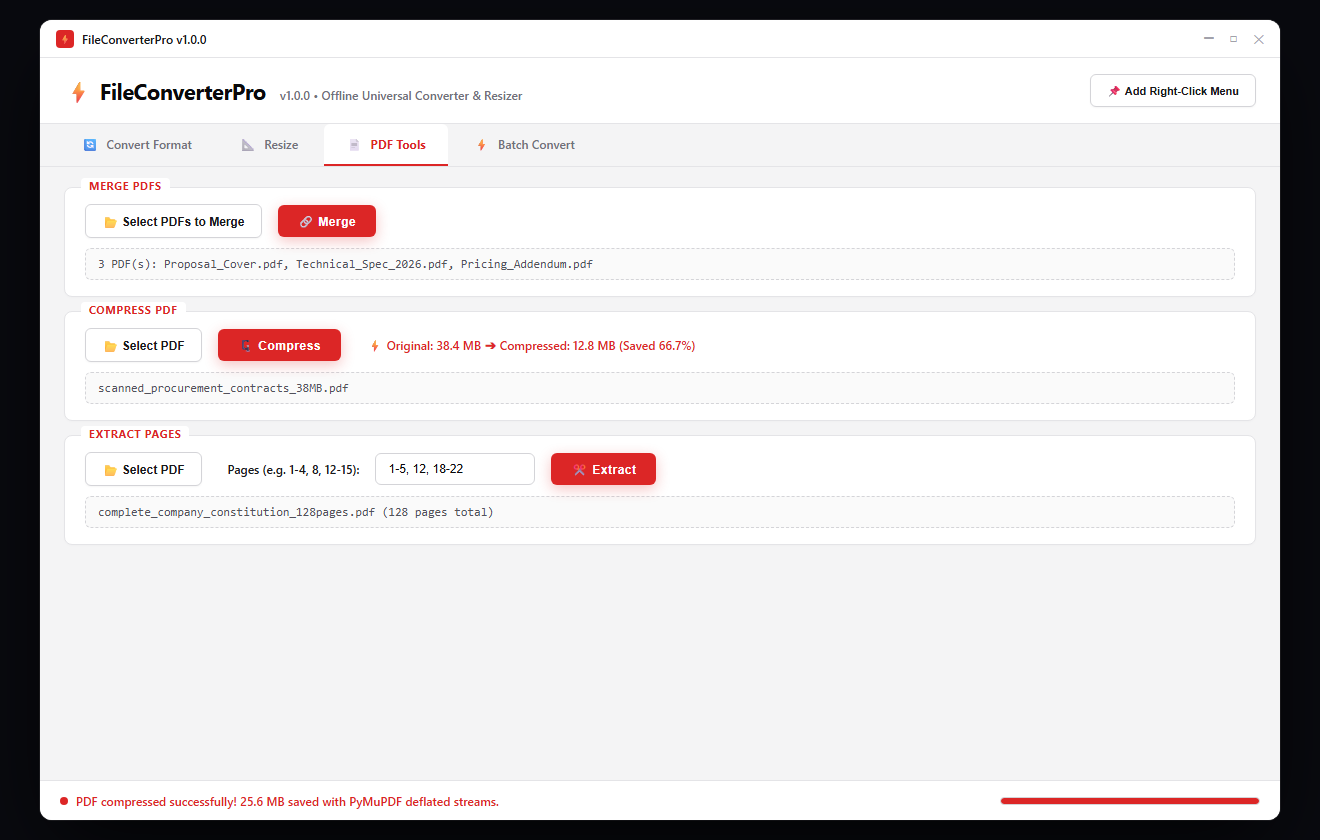 FileConverterPro v1.0.0
FileConverterPro v1.0.0 • Offline Universal Converter & Resizer
Add Right-Click Menu
Convert Format Resize PDF Tools Batch Convert
MERGE PDFS
Select PDFs to Merge Merge
3 PDF(s): Proposal_Cover.pdf, Technical_Spec_2026.pdf, Pricing_Addendum.pdf
COMPRESS PDF
Select PDF Compress Original: 38.4 MB ➔ Compressed: 12.8 MB (Saved 66.7%)
scanned_procurement_contracts_38MB.pdf
EXTRACT PAGES
Select PDF Pages (e.g. 1-4, 8, 12-15): 1-5, 12, 18-22 Extract
complete_company_constitution_128pages.pdf (128 pages total)
PDF compressed successfully! 25.6 MB saved with PyMuPDF deflated streams.